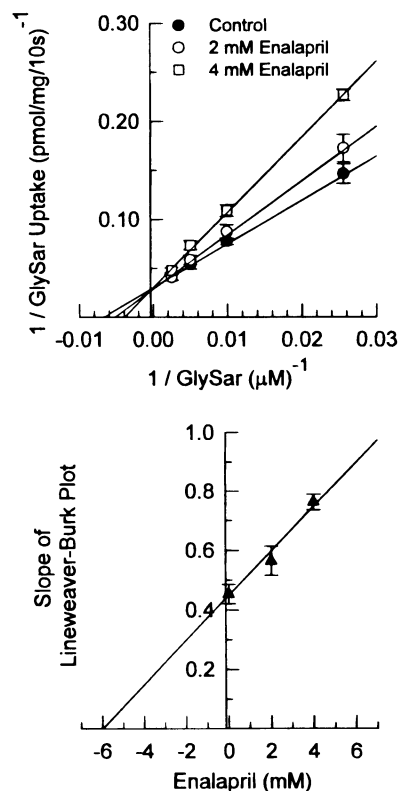 1 / GlySar Uptake (pmol/mg/10s)-1
Control
2 mM Enalapril
4 mM Enalapril
0.30
0.20
0.10
-0.01 0.00 0.01 0.02 0.03
1 / GlySar (μM)-1
Slope of
Lineweaver-Burk Plot
1.0
0.8
0.6
0.4
0.2
-6 -4 -2 0 2 4 6
Enalapril (mM)